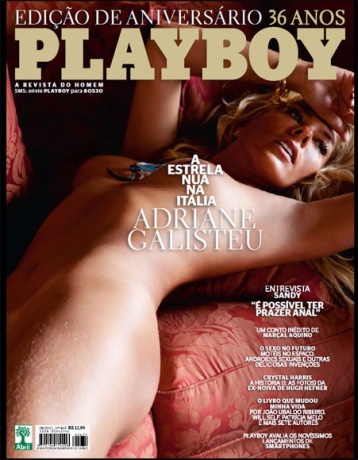 EDIÇÃO DE ANIVERSÁRIO 36 ANOS
PLAYBOY
A REVISTA DO HOMEM
SMS: envie PLAYBOY para 80530
A
ESTRELA
NUA
NA
ITÁLIA
ADRIANE
GALISTEU
ENTREVISTA
SANDY
"É POSSÍVEL TER
PRAZER ANAL"
UM CONTO INÉDITO DE
MARÇAL AQUINO
O SEXO NO FUTURO
MOTÉIS NO ESPAÇO,
ANDROIDES SEXUAIS E OUTRAS
DELICIOSAS INVENÇÕES
CRYSTAL HARRIS
A HISTÓRIA (E AS FOTOS) DA
EX-NOIVA DE HUGH HEFNER
O LIVRO QUE MUDOU
MINHA VIDA
POR JOÃO UBALDO RIBEIRO,
WILL SELF, PATRÍCIA MELO
E MAIS SETE AUTORES
PLAYBOY AVALIA OS NOVÍSSIMOS
LANÇAMENTOS DE
SMARTPHONES
Abril